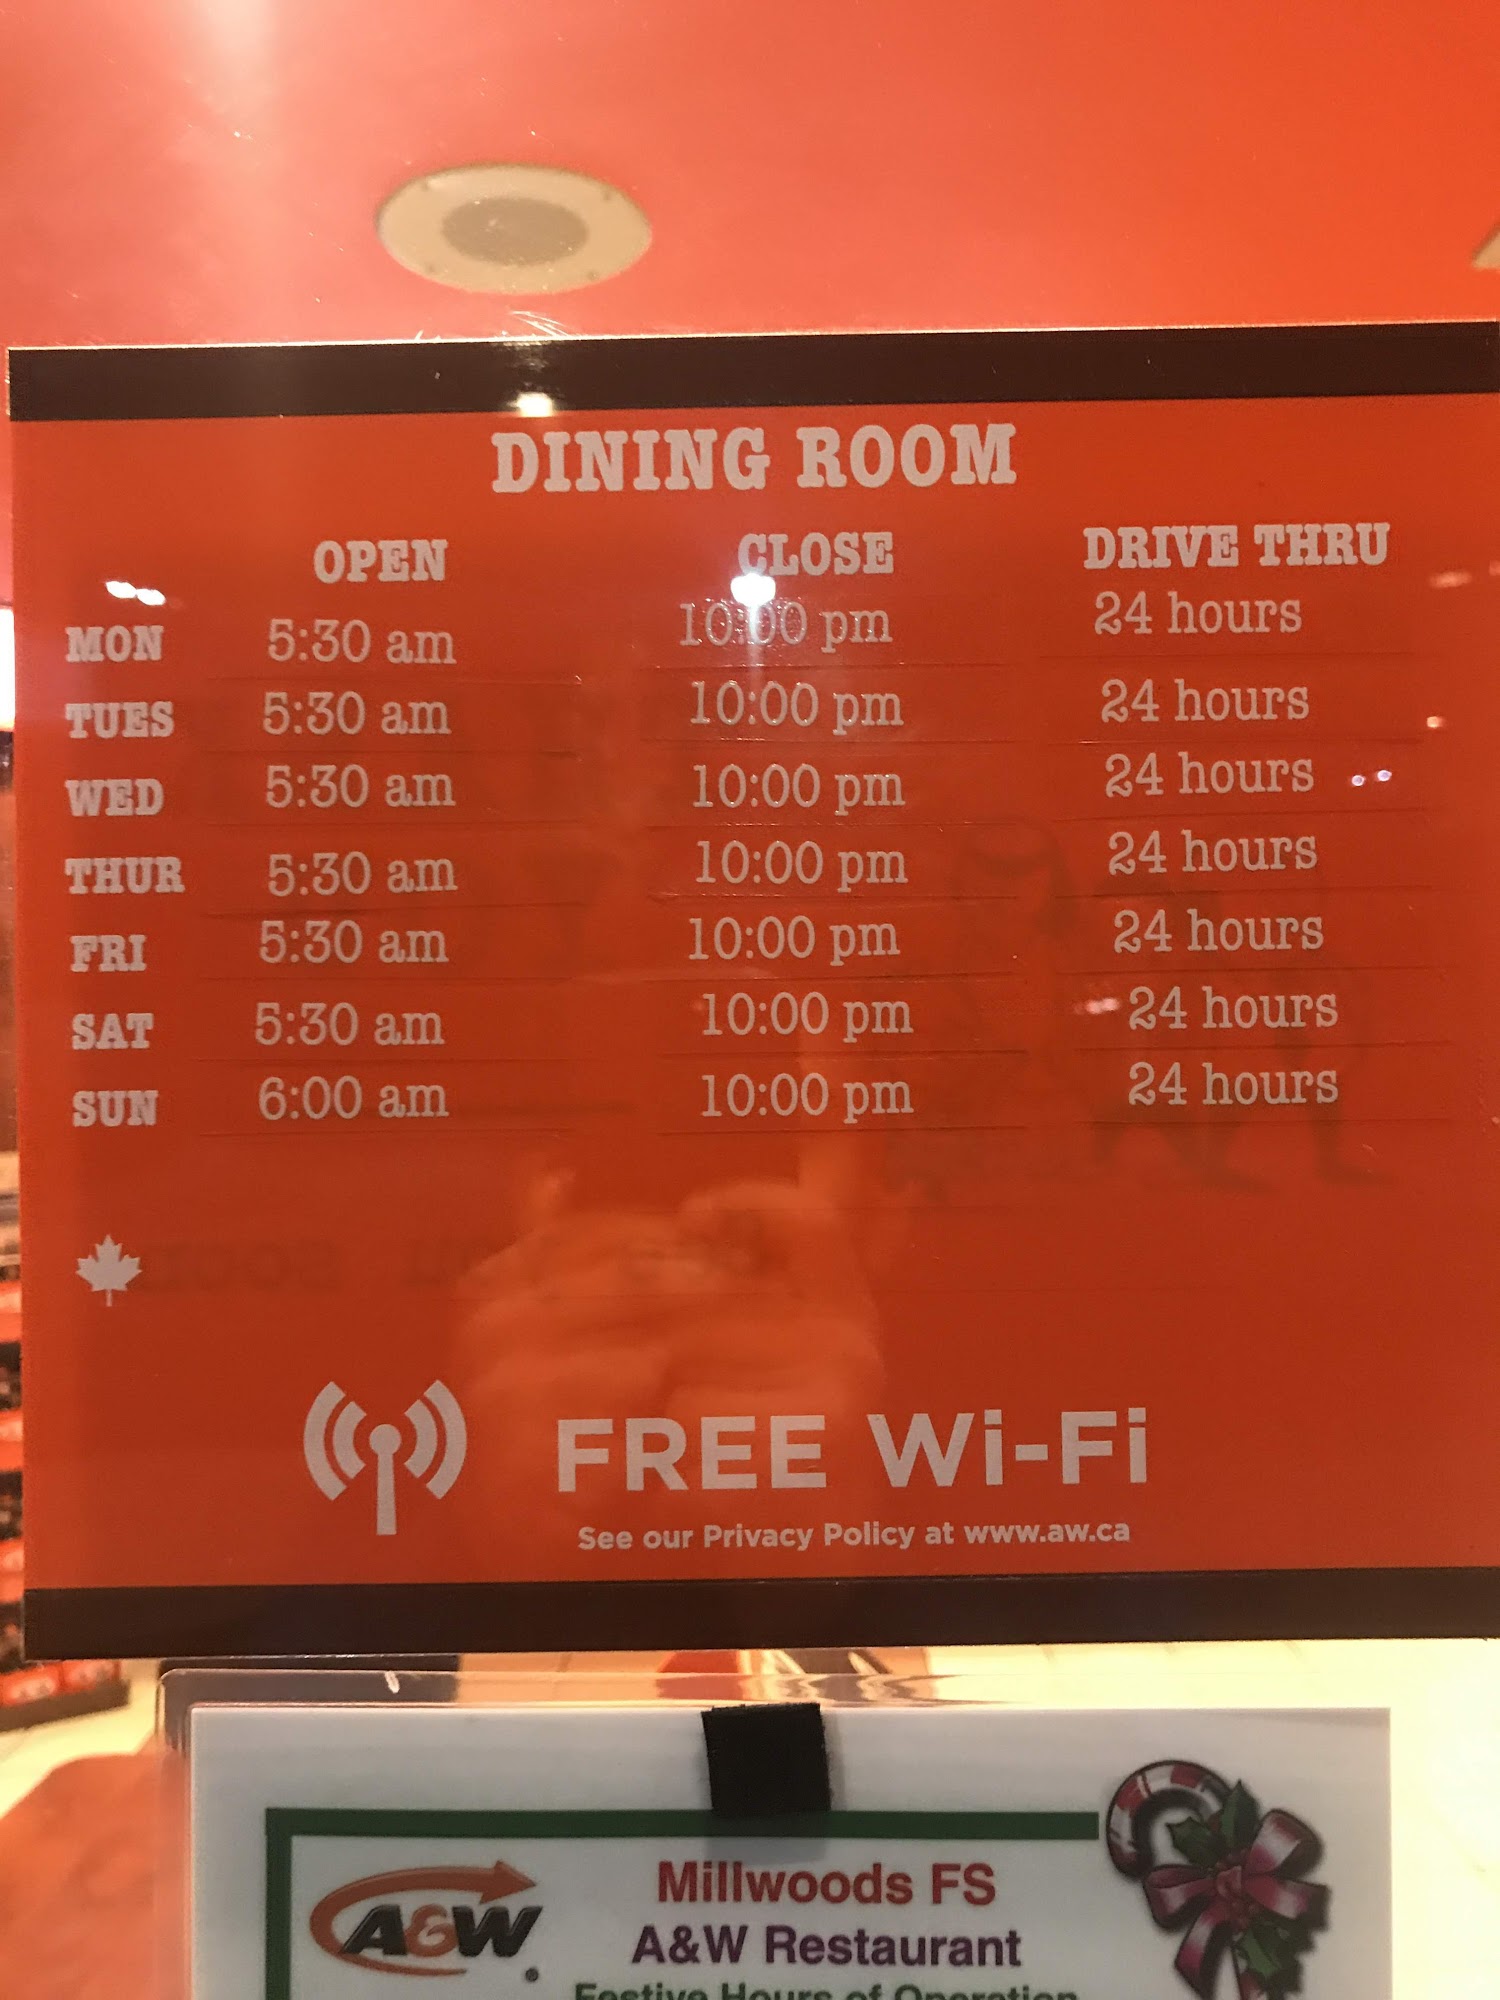 DINING ROOM
OPEN CLOSE DRIVE THRU
MON 5:30 am 10:00 pm 24 hours
TUES 5:30 am 10:00 pm 24 hours
WED 5:30 am 10:00 pm 24 hours
THUR 5:30 am 10:00 pm 24 hours
FRI 5:30 am 10:00 pm 24 hours
SAT 5:30 am 10:00 pm 24 hours
SUN 6:00 am 10:00 pm 24 hours
FREE Wi-Fi
See our Privacy Policy at www.aw.ca
A&W
Millwoods FS
A&W Restaurant
Festive Hours of Operation